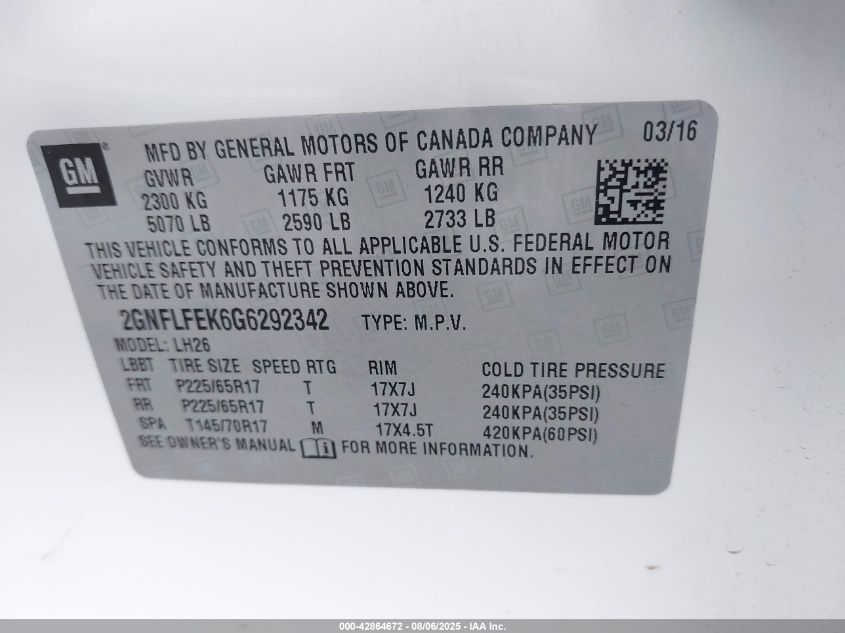 GM ® MFD BY GENERAL MOTORS OF CANADA COMPANY 03/16
GVWR GAWR FRT GAWR RR
2300 KG 1175 KG 1240 KG
5070 LB 2590 LB 2733 LB
THIS VEHICLE CONFORMS TO ALL APPLICABLE U.S. FEDERAL MOTOR
VEHICLE SAFETY AND THEFT PREVENTION STANDARDS IN EFFECT ON
THE DATE OF MANUFACTURE SHOWN ABOVE.
2GNFLFEK6G6292342 TYPE: M.P.V.
MODEL: LH26
LBBT TIRE SIZE SPEED RTG RIM COLD TIRE PRESSURE
FRT P225/65R17 T 17X7J 240KPA(35PSI)
RR P225/65R17 T 17X7J 240KPA(35PSI)
SPA T145/70R17 M 17X4.5T 420KPA(60PSI)
SEE OWNER'S MANUAL i FOR MORE INFORMATION.
000-42864672 - 08/06/2025 - IAA Inc.